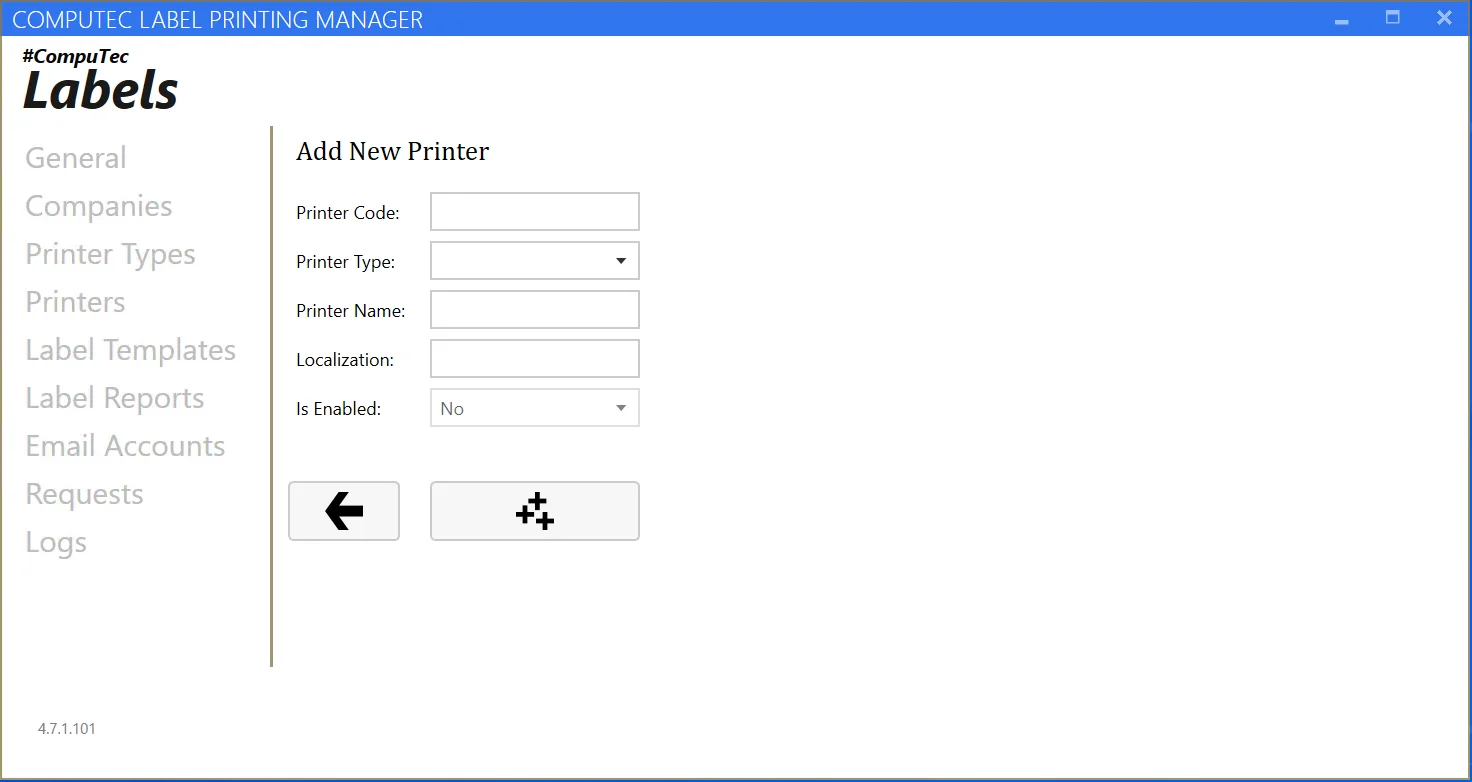 COMPUTEC LABEL PRINTING MANAGER
#CompuTec
Labels
General
Companies
Printer Types
Printers
Label Templates
Label Reports
Email Accounts
Requests
Logs
Add New Printer
Printer Code:
Printer Type:
Printer Name:
Localization:
Is Enabled: No
4.7.1.101